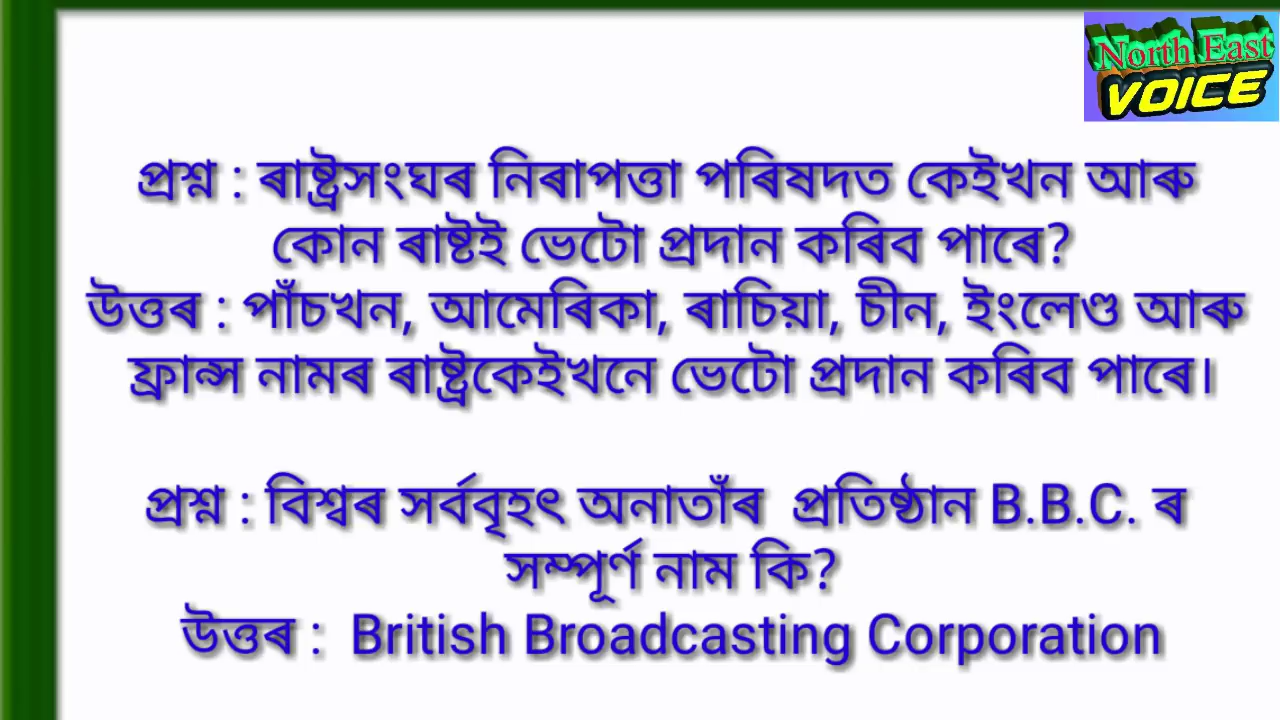 North East
VOICE
প্ৰশ্ন : ৰাষ্ট্ৰসংঘৰ নিৰাপত্তা পৰিষদত কেইখন আৰু
কোন ৰাষ্টই ভেটো প্ৰদান কৰিব পাৰে?
উত্তৰ : পাঁচখন, আমেৰিকা, ৰাচিয়া, চীন, ইংলেণ্ড আৰু
ফ্ৰান্স নামৰ ৰাষ্ট্ৰকেইখনে ভেটো প্ৰদান কৰিব পাৰে।
প্ৰশ্ন : বিশ্বৰ সৰ্ববৃহৎ অনাতাঁৰ প্ৰতিষ্ঠান B.B.C. ৰ
সম্পূৰ্ণ নাম কি?
উত্তৰ : British Broadcasting Corporation